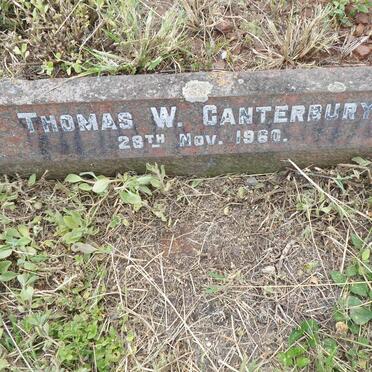 THOMAS W. CANTERBURY
28TH NOV. 1960.